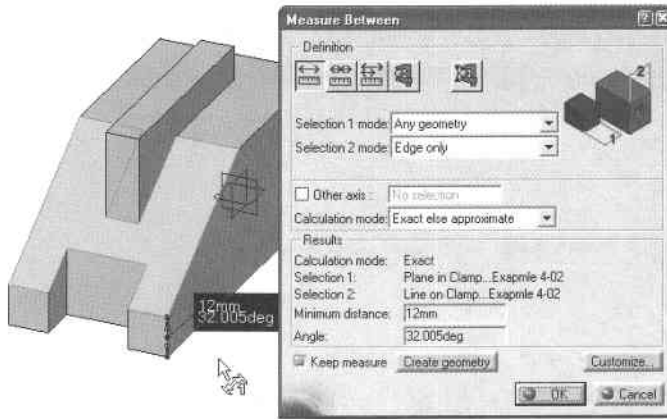 Measure Between
Definition
Selection 1 mode: Any geometry
Selection 2 mode: Edge only
Other axis : No selection
Calculation mode: Exact else approximate
Results
Calculation mode: Exact
Selection 1: Plane in Clamp...Exapmle 4-02
Selection 2: Line on Clamp...Exapmle 4-02
Minimum distance: 12mm
Angle: 32.005deg
Keep measure Create geometry Customize...
OK Cancel
12mm
32.005deg
2
1